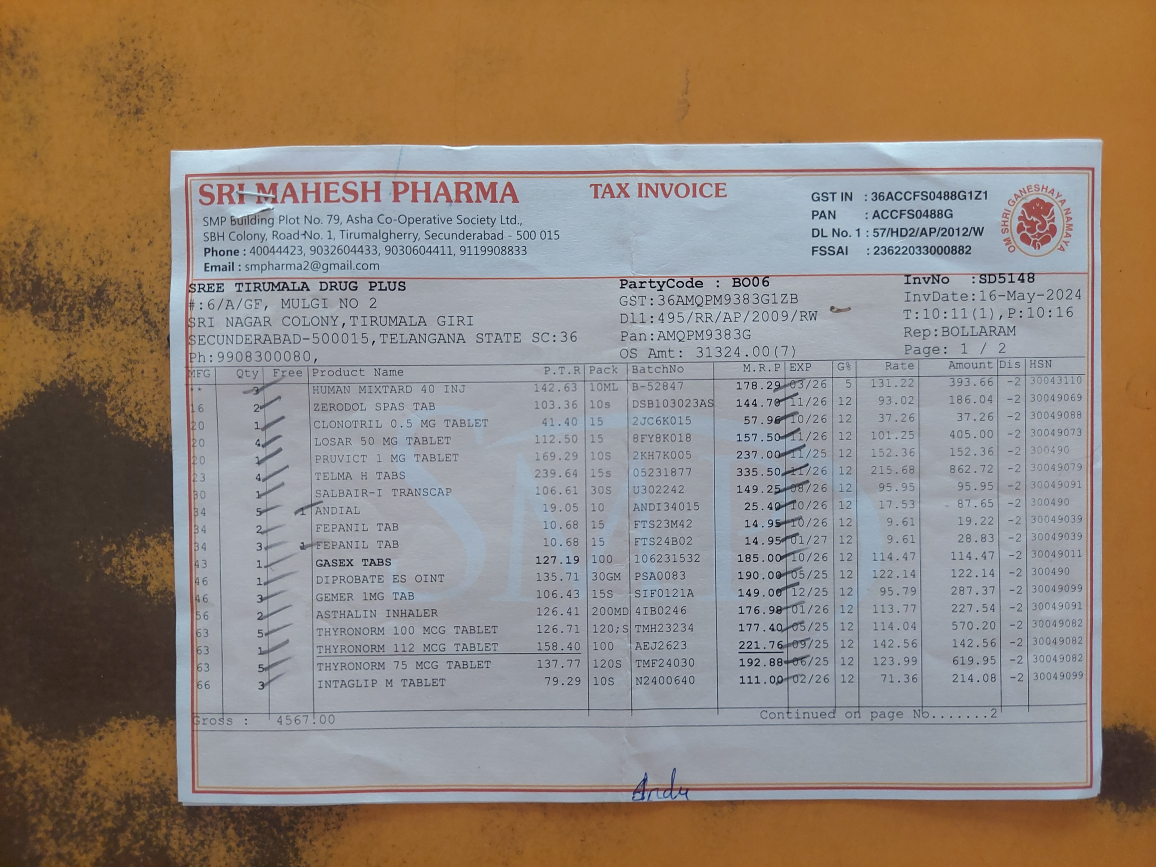 SRI MAHESH PHARMA
TAX INVOICE
SMP Building Plot No. 79, Asha Co-Operative Society Ltd.,
SBH Colony, Road No. 1, Tirumalgherry, Secunderabad - 500 015
Phone : 40044423, 9032604433, 9030604411, 9119908833
Email : smpharma2@gmail.com
GST IN : 36ACCFS0488G1Z1
PAN : ACCFS0488G
DL No. 1 : 57/HD2/AP/2012/W
FSSAI : 23622033000882
OM SHRI GANESHAYA NAMAYA
SREE TIRUMALA DRUG PLUS
#:6/A/GF, MULGI NO 2
SRI NAGAR COLONY,TIRUMALA GIRI
SECUNDERABAD-500015,TELANGANA STATE SC:36
Ph:9908300080,
PartyCode : B006
GST:36AMQPM9383G1ZB
Dl1:495/RR/AP/2009/RW
Pan:AMQPM9383G
OS Amt: 31324.00(7)
InvNo :SD5148
InvDate:16-May-2024
T:10:11(1),P:10:16
Rep:BOLLARAM
Page: 1 / 2
MFG Qty Free Product Name P.T.R Pack BatchNo M.R.P EXP G% Rate Amount Dis HSN
** 3 HUMAN MIXTARD 40 INJ 142.63 10ML B-52847 178.29 03/26 5 131.22 393.66 -2 30043110
16 2 ZERODOL SPAS TAB 103.36 10s DSB103023AS 144.70 11/26 12 93.02 186.04 -2 30049069
20 1 CLONOTRIL 0.5 MG TABLET 41.40 15 2JC6K015 57.96 10/26 12 37.26 37.26 -2 30049088
20 4 LOSAR 50 MG TABLET 112.50 15 8FY8K018 157.50 11/26 12 101.25 405.00 -2 30049073
20 1 PRUVICT 1 MG TABLET 169.29 10S 2KH7K005 237.00 11/25 12 152.36 152.36 -2 300490
23 4 TELMA H TABS 239.64 15s 05231877 335.50 11/26 12 215.68 862.72 -2 30049079
30 1 SALBAIR-I TRANSCAP 106.61 30S U302242 149.25 08/26 12 95.95 95.95 -2 30049091
34 5 1 ANDIAL 19.05 10 ANDI34015 25.40 10/26 12 17.53 87.65 -2 300490
34 2 FEPANIL TAB 10.68 15 FTS23M42 14.95 10/26 12 9.61 19.22 -2 30049039
34 3 1 FEPANIL TAB 10.68 15 FTS24B02 14.95 01/27 12 9.61 28.83 -2 30049039
43 1 GASEX TABS 127.19 100 106231532 185.00 10/26 12 114.47 114.47 -2 30049011
46 1 DIPROBATE ES OINT 135.71 30GM PSA0083 190.00 05/25 12 122.14 122.14 -2 300490
46 3 GEMER 1MG TAB 106.43 15S SIF0121A 149.00 12/25 12 95.79 287.37 -2 30049099
56 2 ASTHALIN INHALER 126.41 200MD 4IB0246 176.98 01/26 12 113.77 227.54 -2 30049091
63 5 THYRONORM 100 MCG TABLET 126.71 120;S TMH23234 177.40 05/25 12 114.04 570.20 -2 30049082
63 1 THYRONORM 112 MCG TABLET 158.40 100 AEJ2623 221.76 09/25 12 142.56 142.56 -2 30049082
63 5 THYRONORM 75 MCG TABLET 137.77 120S TMF24030 192.88 06/25 12 123.99 619.95 -2 30049082
66 3 INTAGLIP M TABLET 79.29 10S N2400640 111.00 02/26 12 71.36 214.08 -2 30049099
Gross : 4567.00
Continued on page No.......2